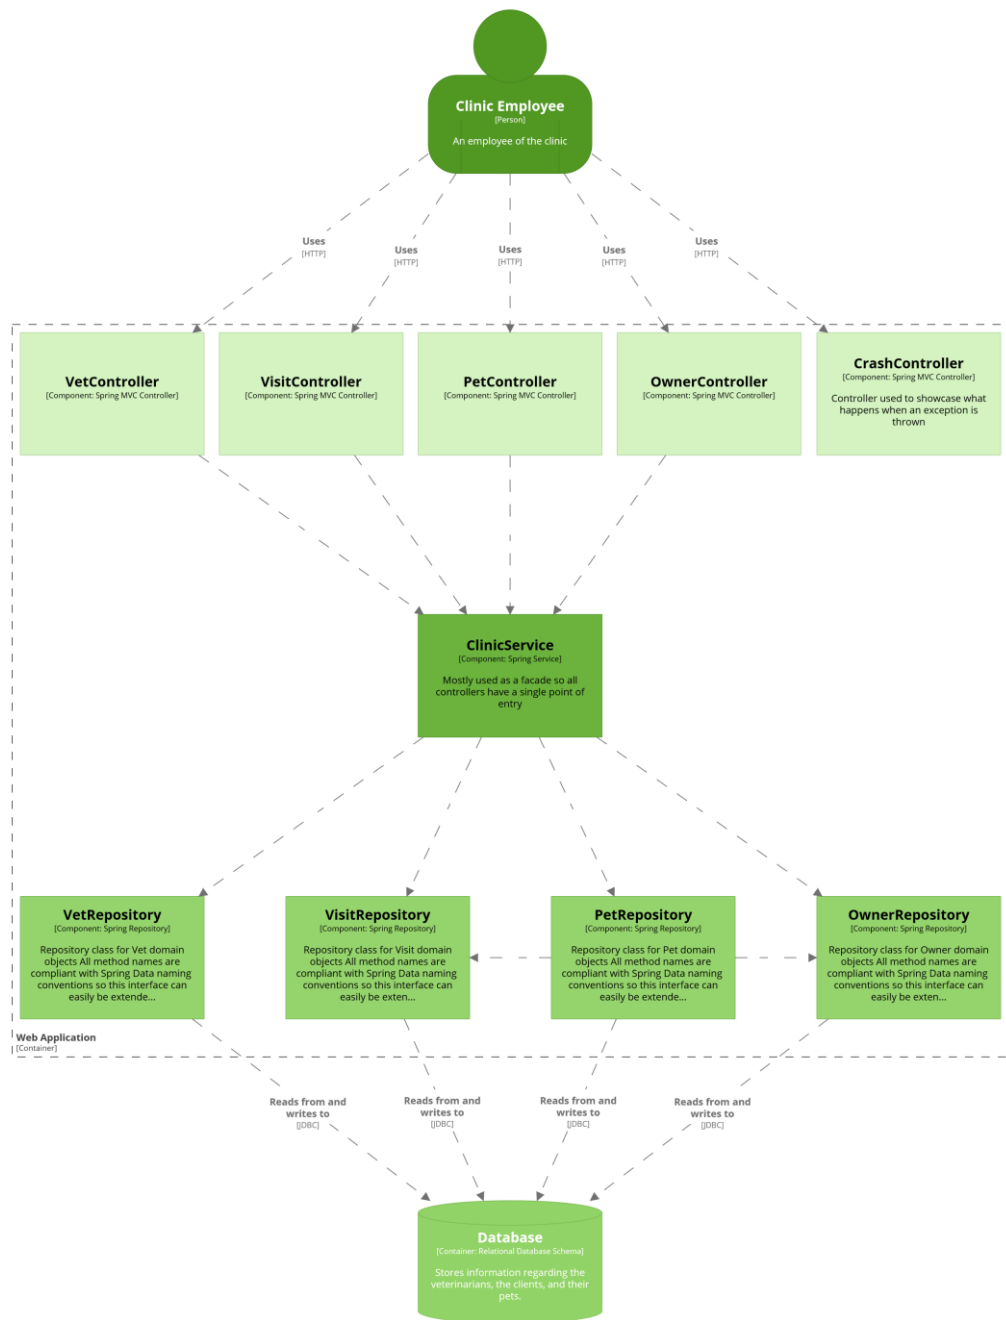 Clinic Employee
[Person]
An employee of the clinic
Uses
[HTTP]
Uses
[HTTP]
Uses
[HTTP]
Uses
[HTTP]
Uses
[HTTP]
VetController
[Component: Spring MVC Controller]
VisitController
[Component: Spring MVC Controller]
PetController
[Component: Spring MVC Controller]
OwnerController
[Component: Spring MVC Controller]
CrashController
[Component: Spring MVC Controller]
Controller used to showcase what
happens when an exception is
thrown
ClinicService
[Component: Spring Service]
Mostly used as a facade so all
controllers have a single point of
entry
VetRepository
[Component: Spring Repository]
Repository class for Vet domain
objects All method names are
compliant with Spring Data naming
conventions so this interface can
easily be extende...
VisitRepository
[Component: Spring Repository]
Repository class for Visit domain
objects All method names are
compliant with Spring Data naming
conventions so this interface can
easily be exten...
PetRepository
[Component: Spring Repository]
Repository class for Pet domain
objects All method names are
compliant with Spring Data naming
conventions so this interface can
easily be extende...
OwnerRepository
[Component: Spring Repository]
Repository class for Owner domain
objects All method names are
compliant with Spring Data naming
conventions so this interface can
easily be exten...
Web Application
[Container]
Reads from and
writes to
[JDBC]
Reads from and
writes to
[JDBC]
Reads from and
writes to
[JDBC]
Reads from and
writes to
[JDBC]
Database
[Container: Relational Database Schema]
Stores information regarding the
veterinarians, the clients, and their
pets.